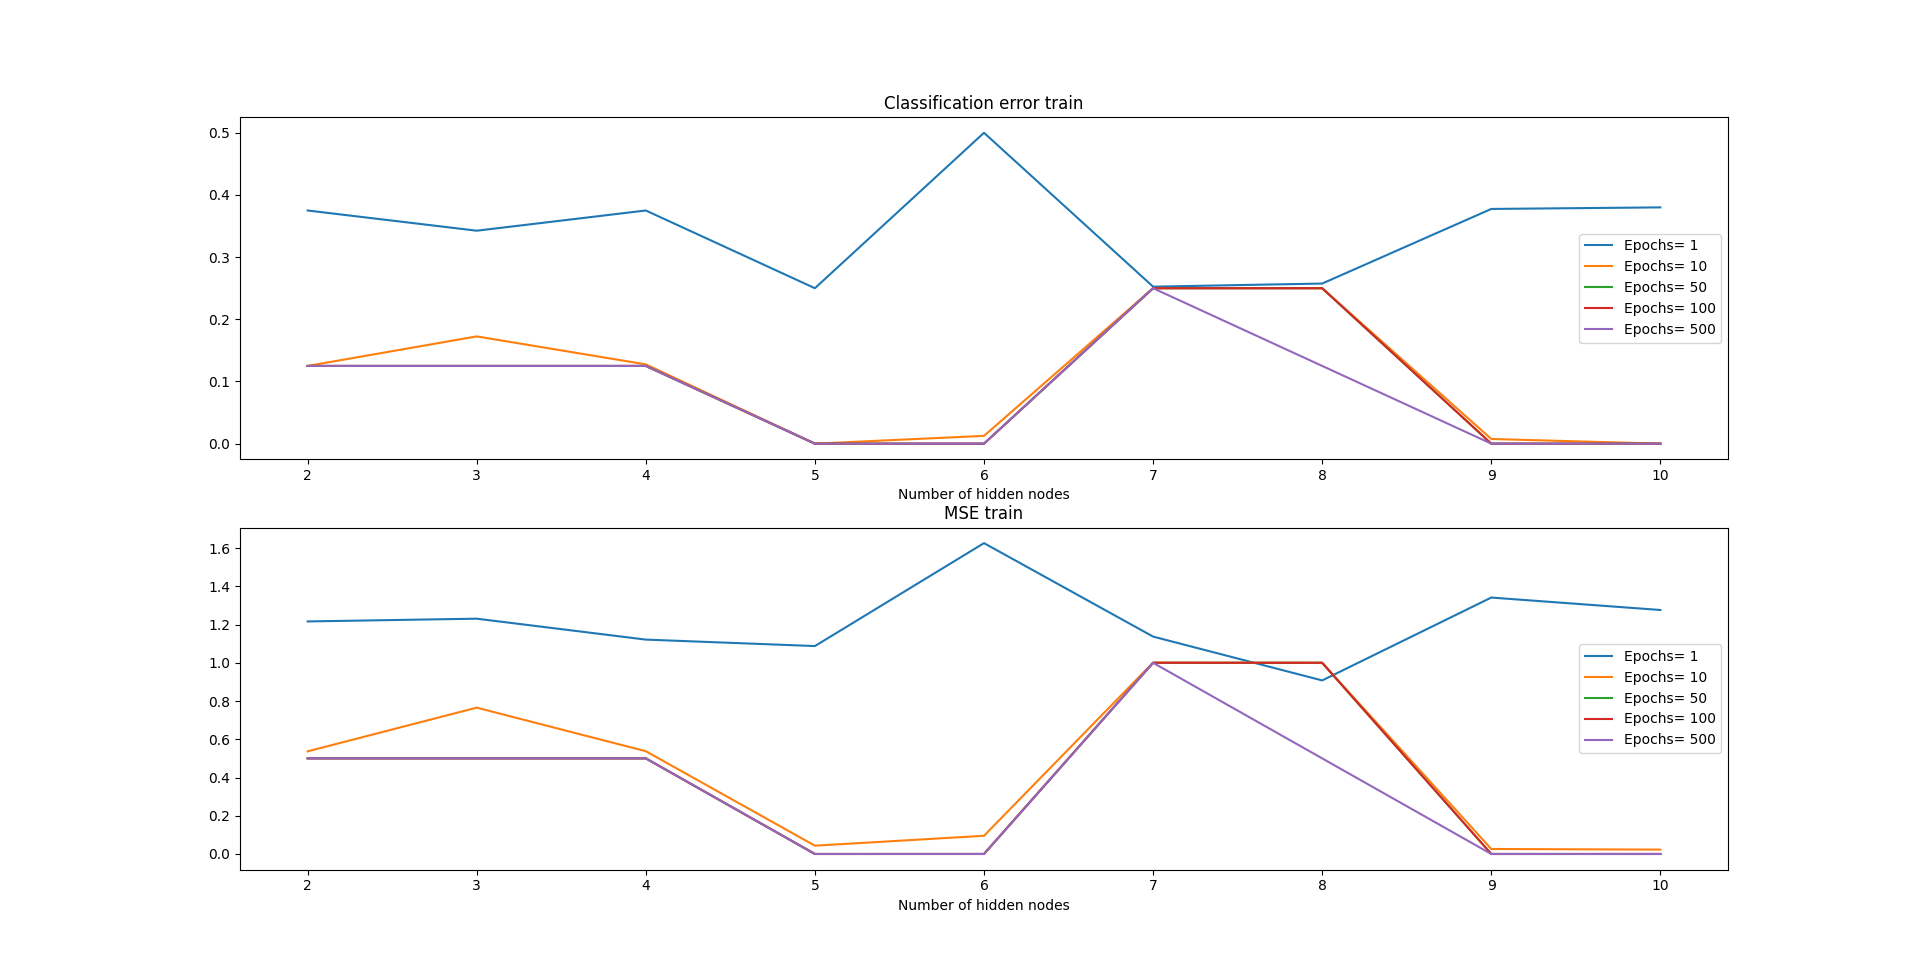 Classification error train
0.5
0.4
0.3
0.2
0.1
0.0
Epochs= 1
Epochs= 10
Epochs= 50
Epochs= 100
Epochs= 500
2 3 4 5 6 7 8 9 10
Number of hidden nodes
MSE train
1.6
1.4
1.2
1.0
0.8
0.6
0.4
0.2
0.0
Epochs= 1
Epochs= 10
Epochs= 50
Epochs= 100
Epochs= 500
2 3 4 5 6 7 8 9 10
Number of hidden nodes